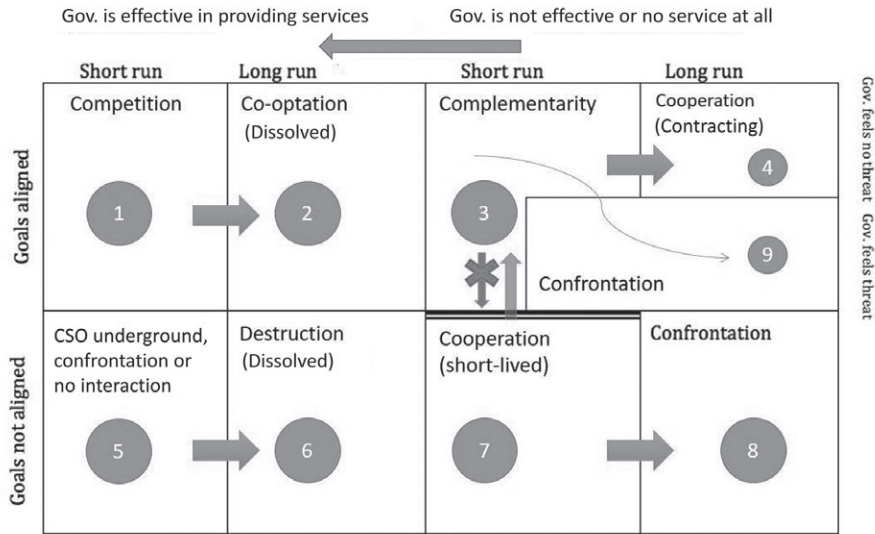 Gov. is effective in providing services
Gov. is not effective or no service at all
Short run
Long run
Short run
Long run
Goals aligned
Competition
1
Co-optation
(Dissolved)
2
Complementarity
3
Cooperation
(Contracting)
4
Confrontation
9
Gov. feels no threat
Gov. feels threat
Goals not aligned
CSO underground,
confrontation or
no interaction
5
Destruction
(Dissolved)
6
Cooperation
(short-lived)
7
Confrontation
8